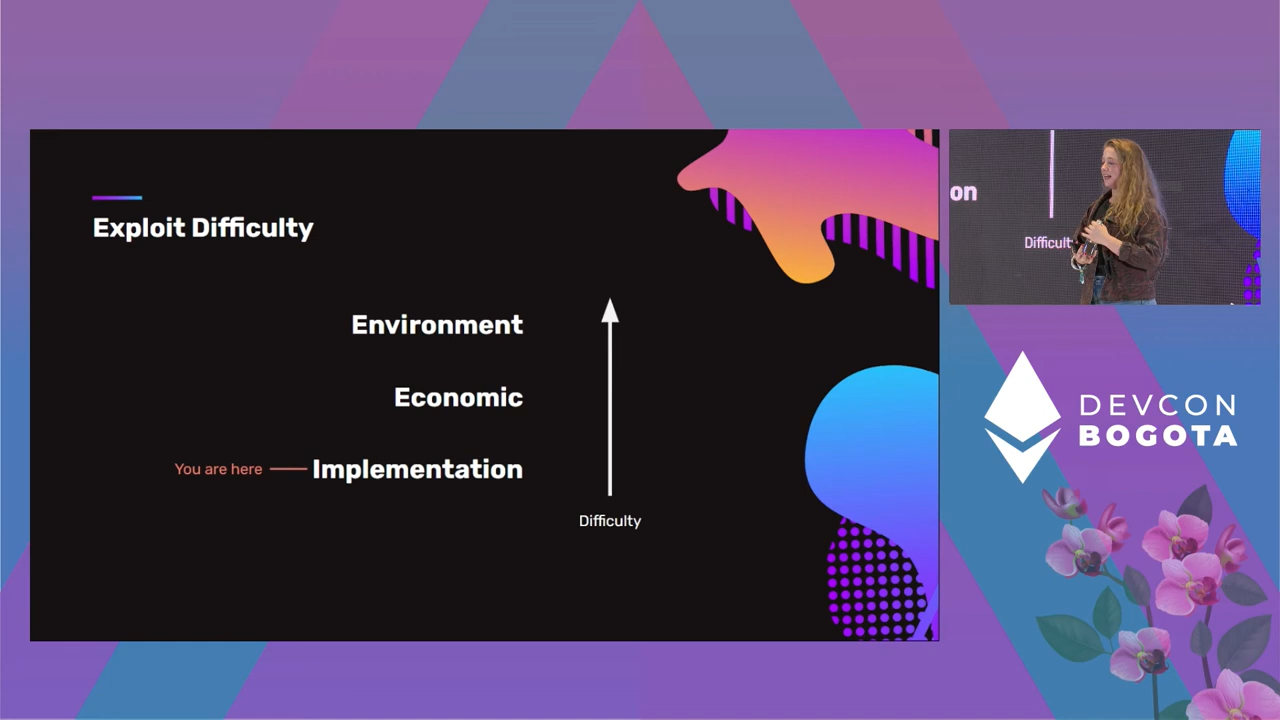 Exploit Difficulty
Environment
Economic
You are here
Implementation
Difficulty
on
Difficult
DEVCON
BOGOTA